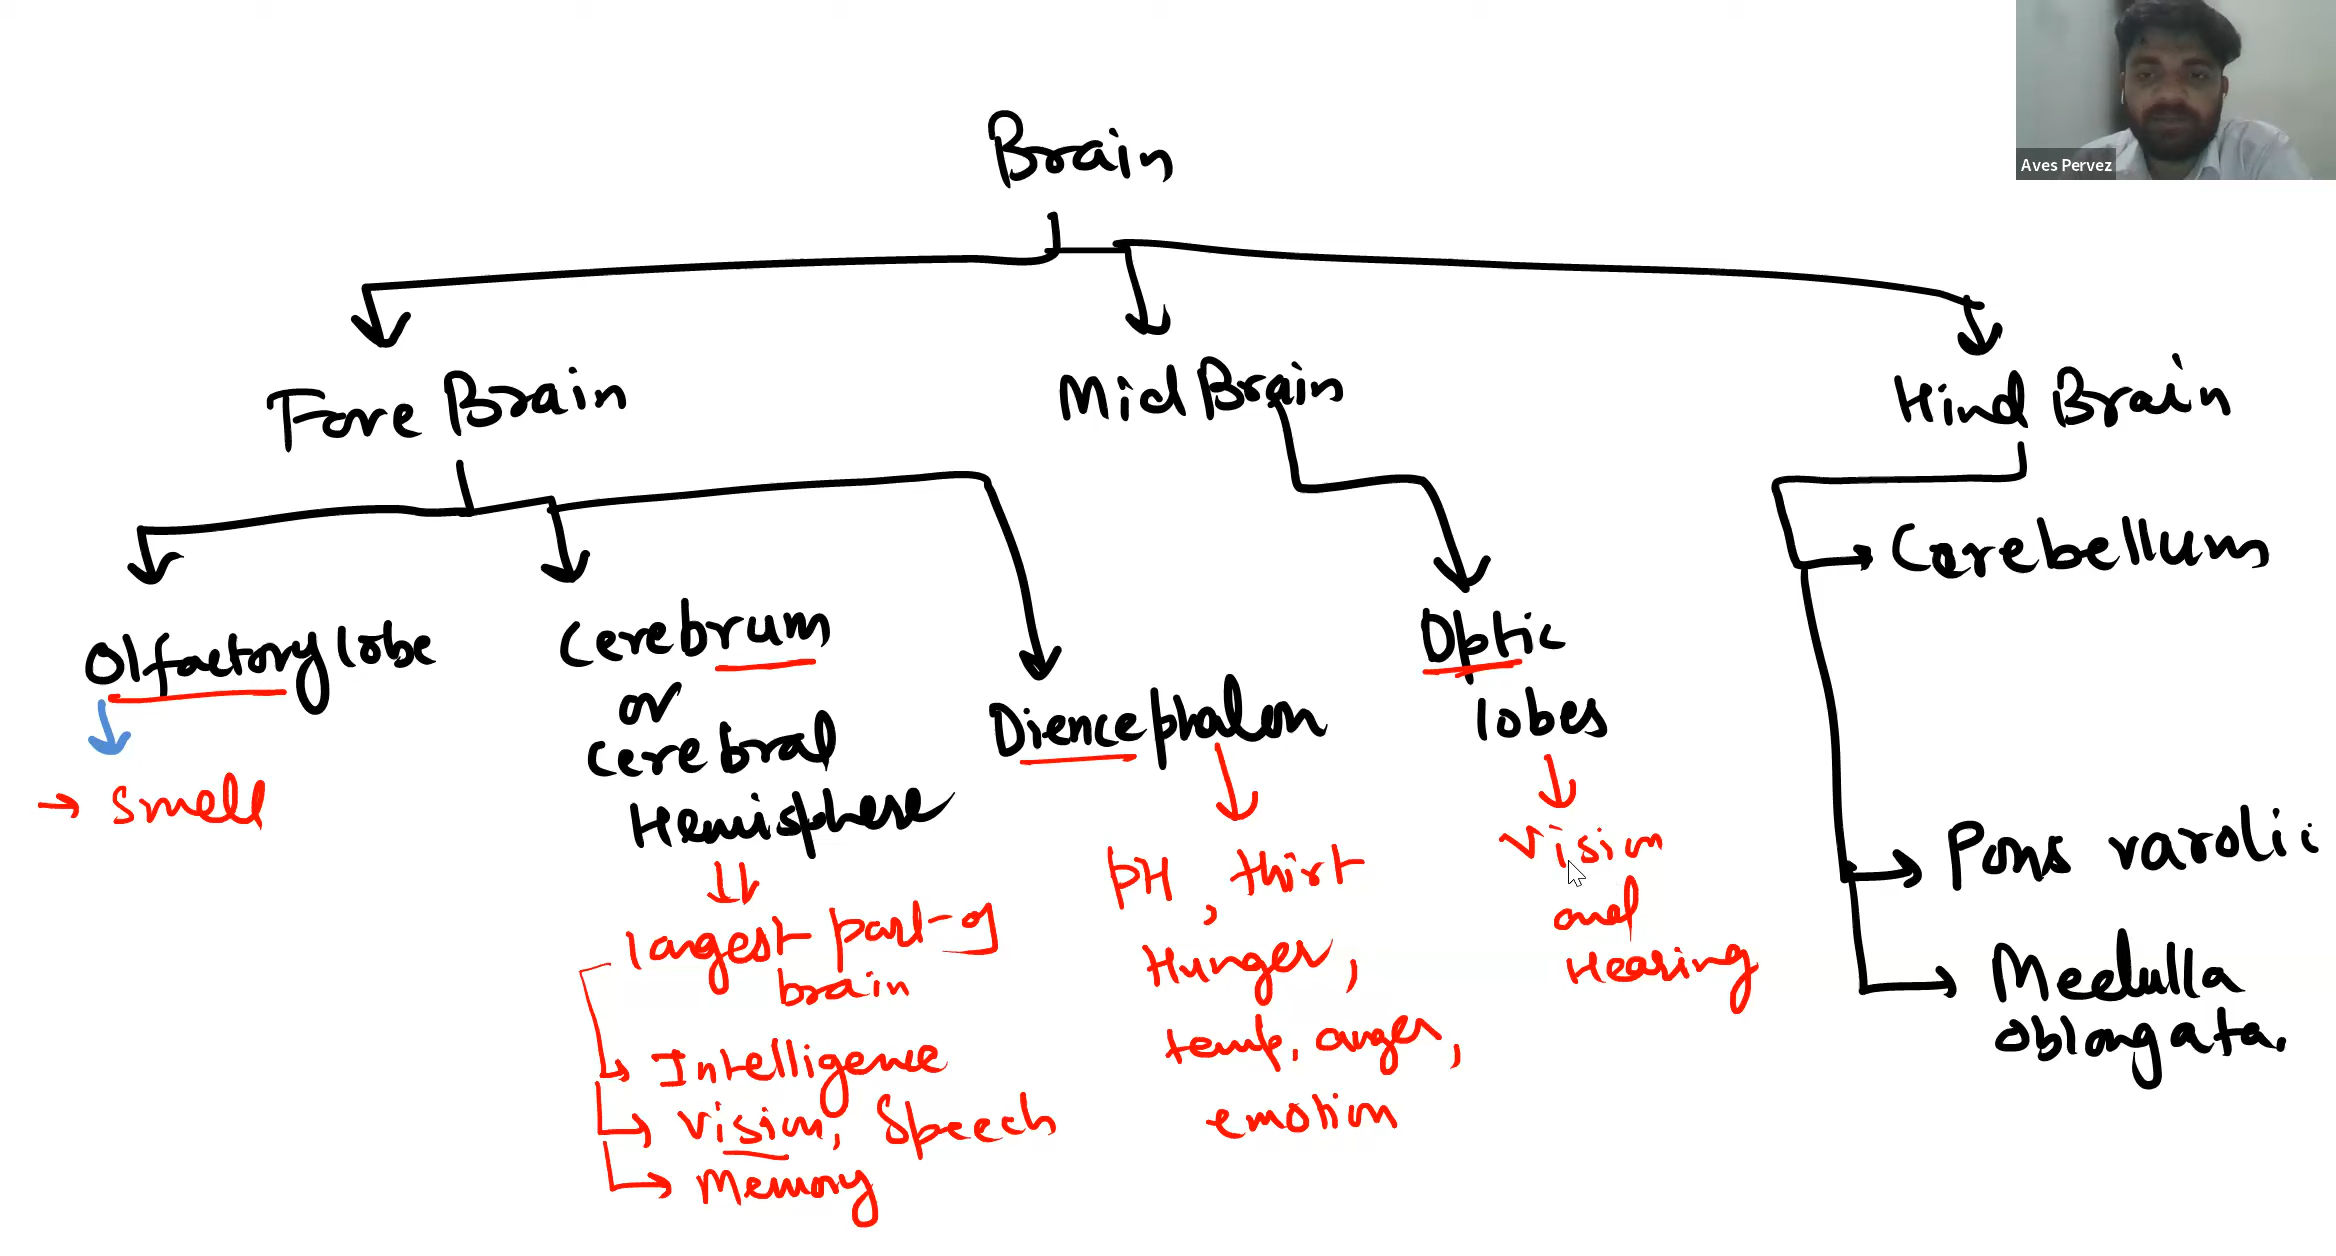 Brain
Aves Pervez
Fore Brain
Mid Brain
Hind Brain
Olfactory lobe
→ Smell
Cerebrum
or
cerebral
Hemisphere
largest part of
brain
Intelligence
Vision, Speech
Memory
Diencephalon
pH, thirt
Hunger,
temp, anger,
emotion
Optic
lobes
Vision
and
Hearing
Cerebellum
Pons varolii
Medulla
oblongata.